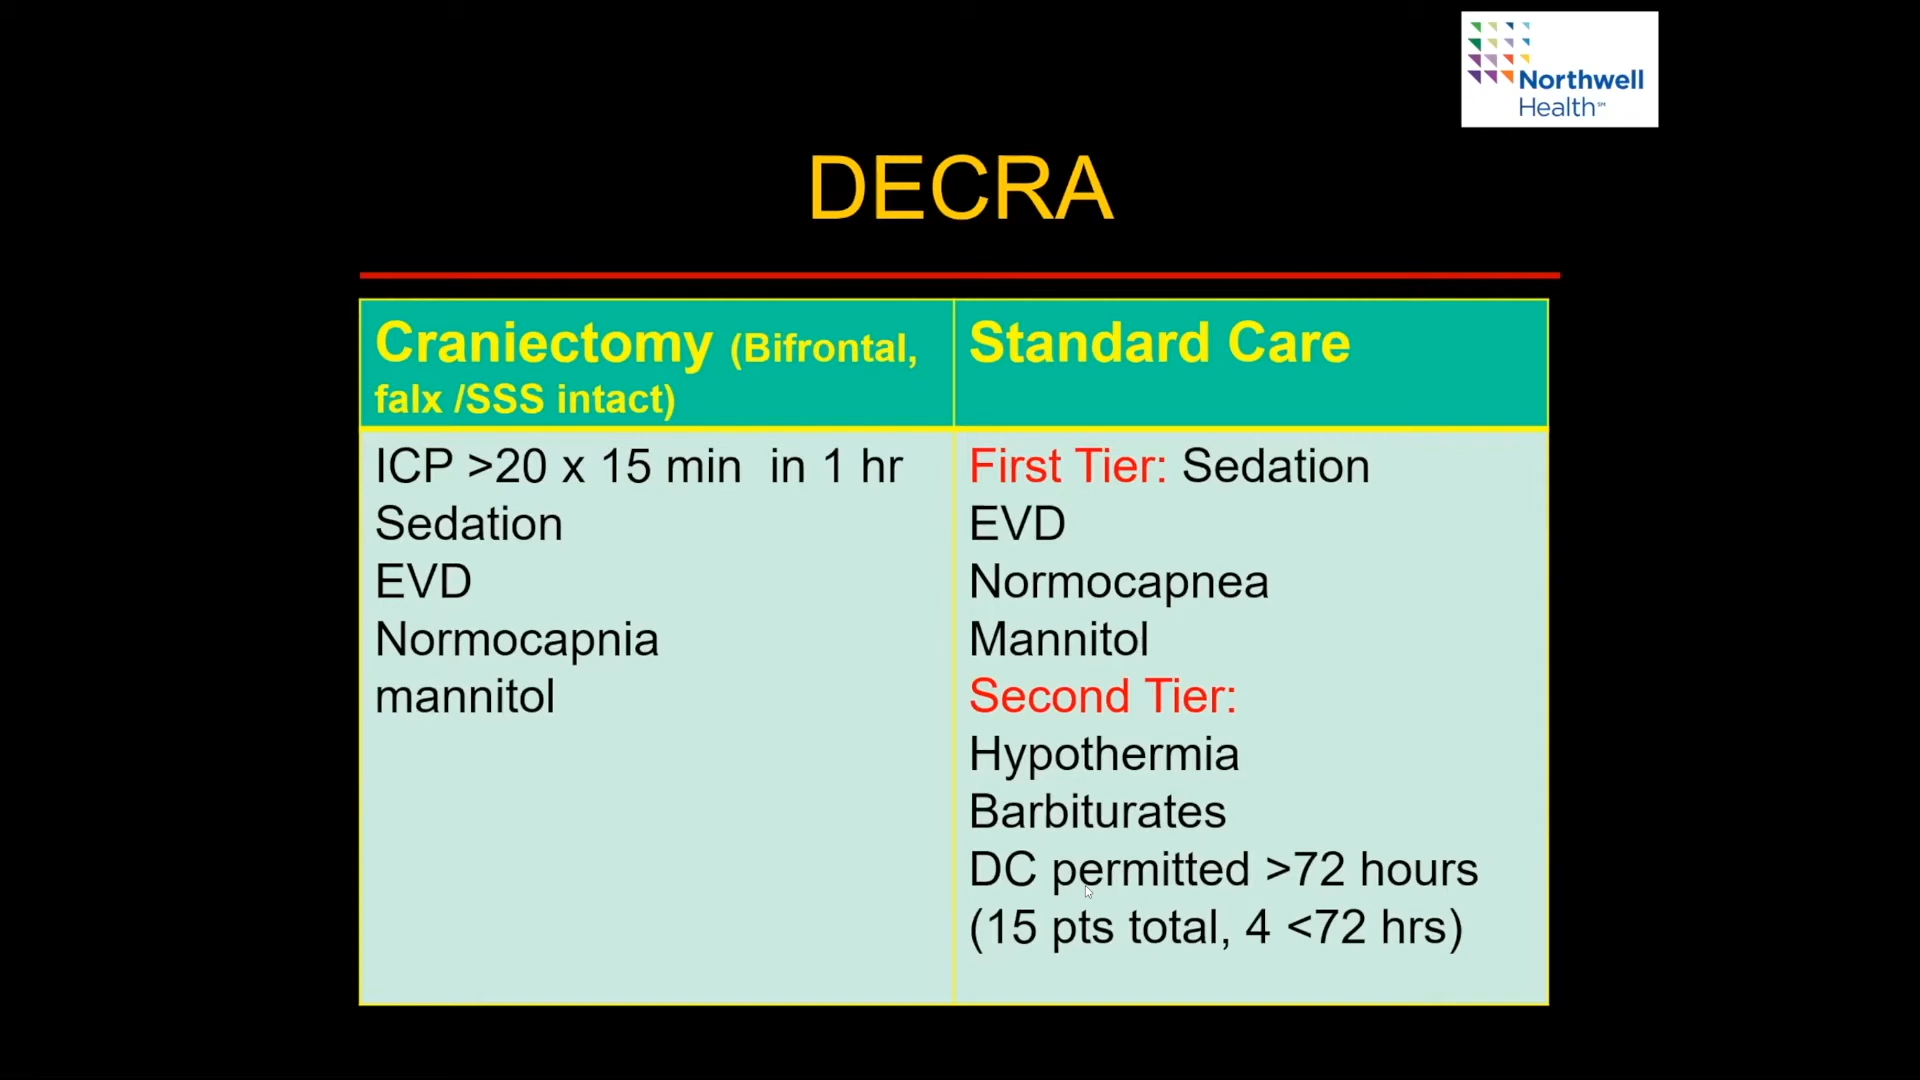 Northwell
Health℠
DECRA
Craniectomy (Bifrontal,
falx /SSS intact)
Standard Care
ICP >20 x 15 min in 1 hr
Sedation
EVD
Normocapnia
mannitol
First Tier: Sedation
EVD
Normocapnea
Mannitol
Second Tier:
Hypothermia
Barbiturates
DC permitted >72 hours
(15 pts total, 4 <72 hrs)